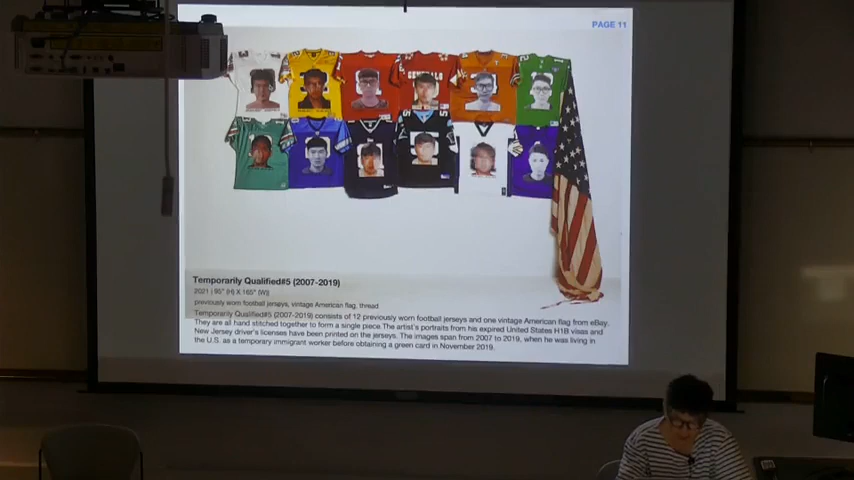 PAGE 11
Temporarily Qualified#5 (2007-2019)
2021 | 95" (H) X 165" (W)
previously worn football jerseys, vintage American flag, thread
Temporarily Qualified#5 (2007-2019) consists of 12 previously worn football jerseys and one vintage American flag from eBay.
They are all hand stitched together to form a single piece.The artist's portraits from his expired United States H1B visas and
New Jersey driver's licenses have been printed on the jerseys. The images span from 2007 to 2019, when he was living in
the U.S. as a temporary immigrant worker before obtaining a green card in November 2019.